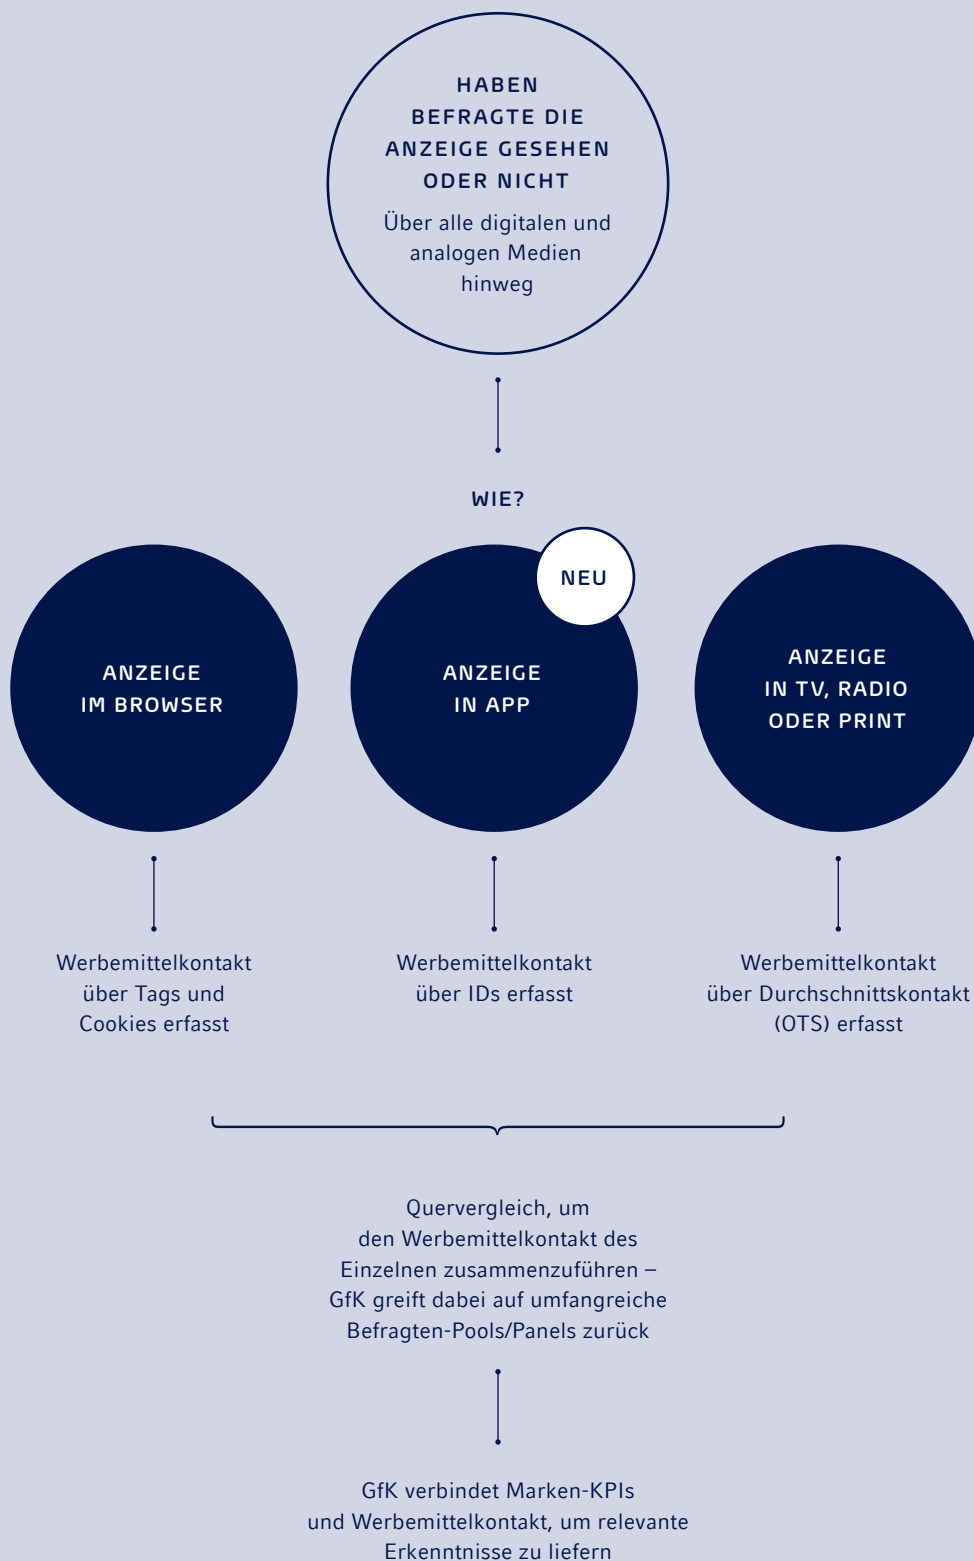 HABEN
BEFRAGTE DIE
ANZEIGE GESEHEN
ODER NICHT
Über alle digitalen und
analogen Medien
hinweg
WIE?
NEU
ANZEIGE
IM BROWSER
ANZEIGE
IN APP
ANZEIGE
IN TV, RADIO
ODER PRINT
Werbemittelkontakt
über Tags und
Cookies erfasst
Werbemittelkontakt
über IDs erfasst
Werbemittelkontakt
über Durchschnittskontakt
(OTS) erfasst
Quervergleich, um
den Werbemittelkontakt des
Einzelnen zusammenzuführen –
GfK greift dabei auf umfangreiche
Befragten-Pools/Panels zurück
GfK verbindet Marken-KPIs
und Werbemittelkontakt, um relevante
Erkenntnisse zu liefern